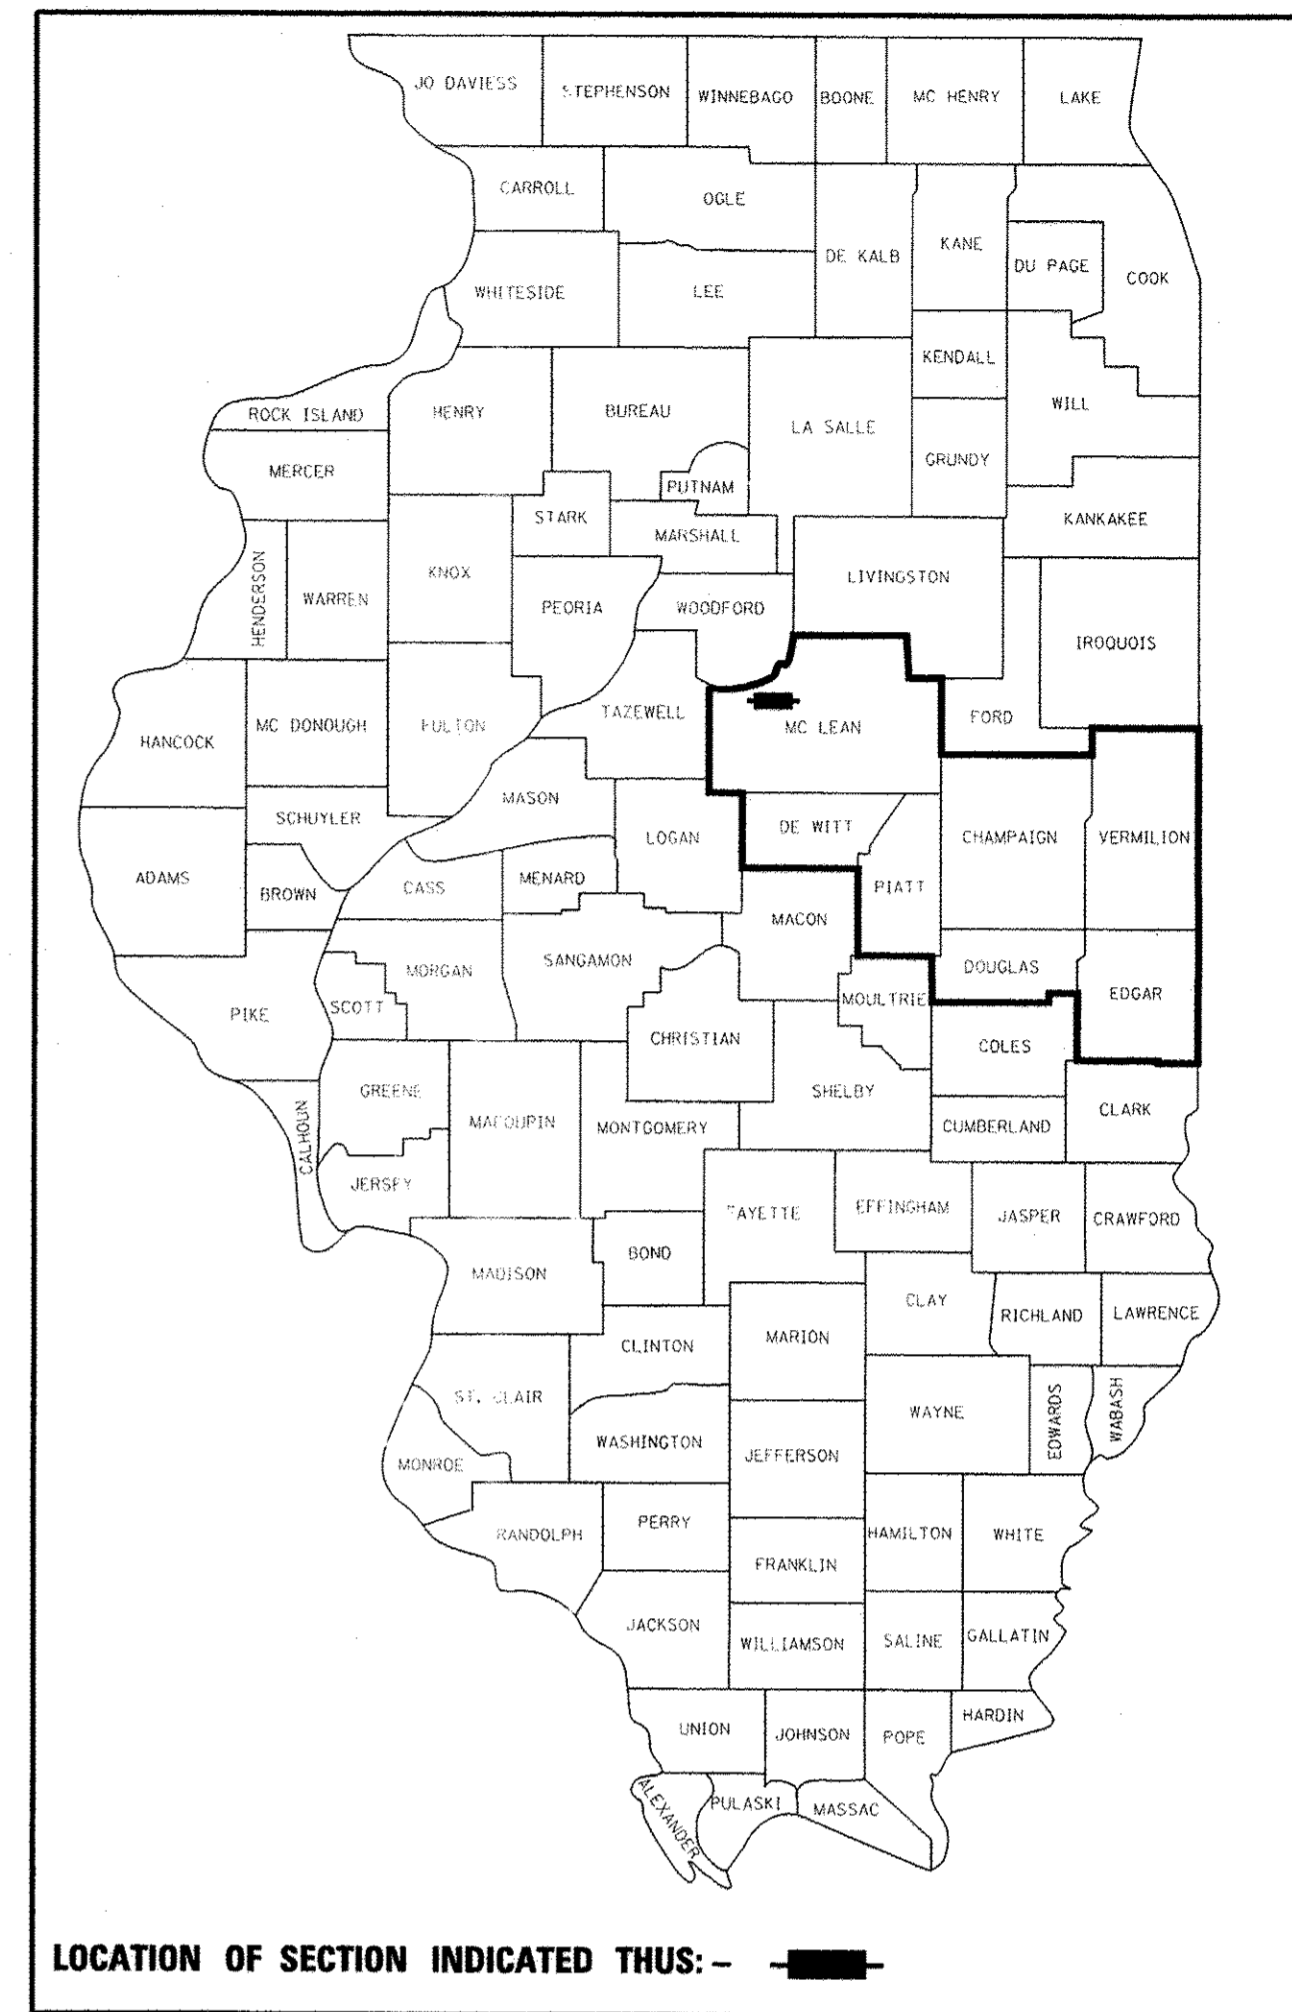 JO DAVIESS
STEPHENSON
WINNEBAGO
BOONE
MC HENRY
LAKE
CARROLL
OGLE
DE KALB
KANE
DU PAGE
COOK
WHITESIDE
LEE
KENDALL
ROCK ISLAND
HENRY
BUREAU
LA SALLE
WILL
MERCER
PUTNAM
GRUNDY
STARK
MARSHALL
KANKAKEE
HENDERSON
WARREN
KNOX
PEORIA
WOODFORD
LIVINGSTON
IROQUOIS
HANCOCK
MC DONOUGH
FULTON
TAZEWELL
MC LEAN
FORD
SCHUYLER
MASON
LOGAN
DE WITT
CHAMPAIGN
VERMILION
ADAMS
BROWN
CASS
MENARD
PIATT
MACON
PIKE
SCOTT
MORGAN
SANGAMON
MOULTRIE
DOUGLAS
EDGAR
CHRISTIAN
COLES
GREENE
MACOUPIN
MONTGOMERY
SHELBY
CUMBERLAND
CLARK
CALHOUN
JERSEY
FAYETTE
EFFINGHAM
JASPER
CRAWFORD
MADISON
BOND
CLAY
RICHLAND
LAWRENCE
CLINTON
MARION
ST. CLAIR
WAYNE
EDWARDS
WABASH
MONROE
WASHINGTON
JEFFERSON
RANDOLPH
PERRY
HAMILTON
WHITE
FRANKLIN
JACKSON
WILLIAMSON
SALINE
GALLATIN
UNION
JOHNSON
POPE
HARDIN
ALEXANDER
PULASKI
MASSAC
LOCATION OF SECTION INDICATED THUS: –